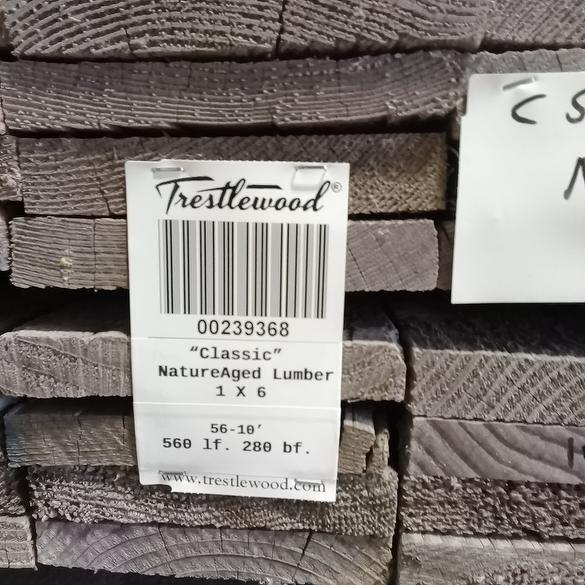 Trestlewood®
00239368
"Classic"
NatureAged Lumber
1 X 6
56-10'
560 lf. 280 bf.
www.trestlewood.com
C S